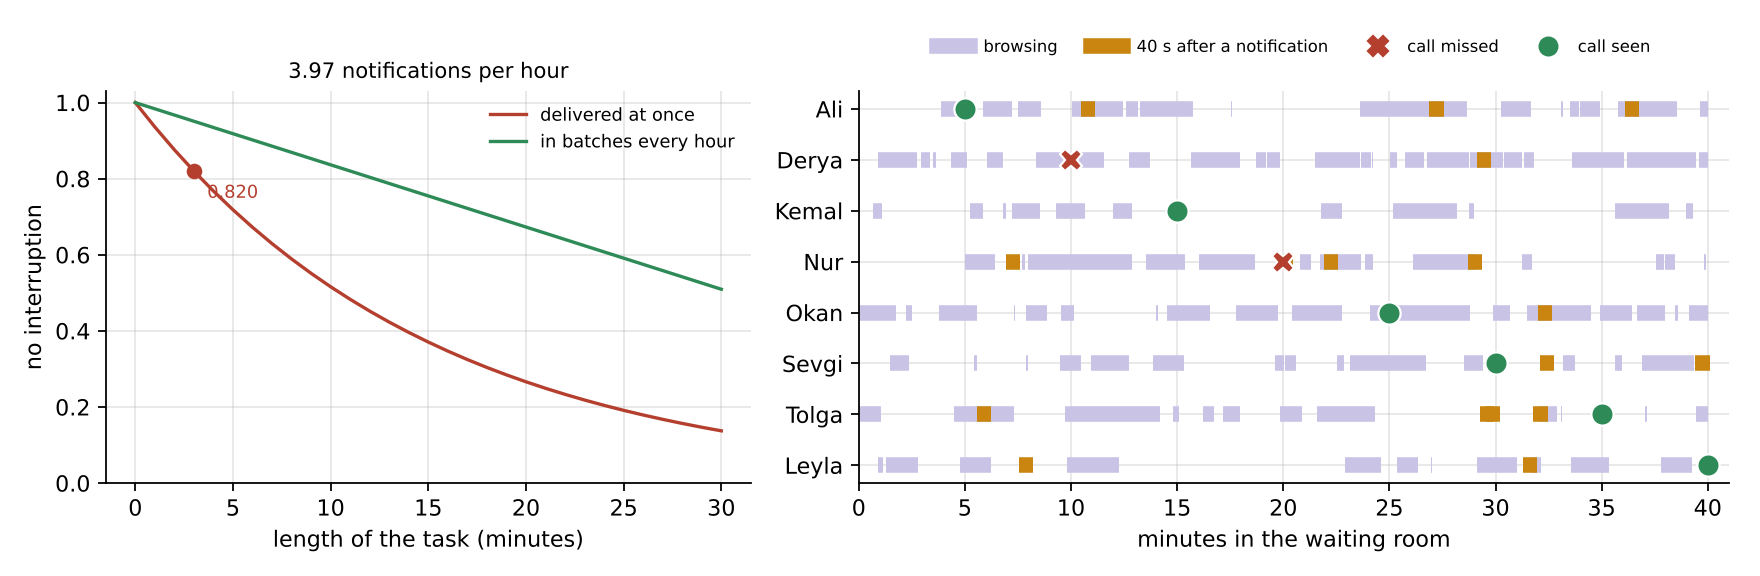 3.97 notifications per hour
delivered at once
in batches every hour
0.820
no interruption
1.0
0.8
0.6
0.4
0.2
0.0
0 5 10 15 20 25 30
length of the task (minutes)
browsing 40 s after a notification call missed call seen
Ali
Derya
Kemal
Nur
Okan
Sevgi
Tolga
Leyla
0 5 10 15 20 25 30 35 40
minutes in the waiting room